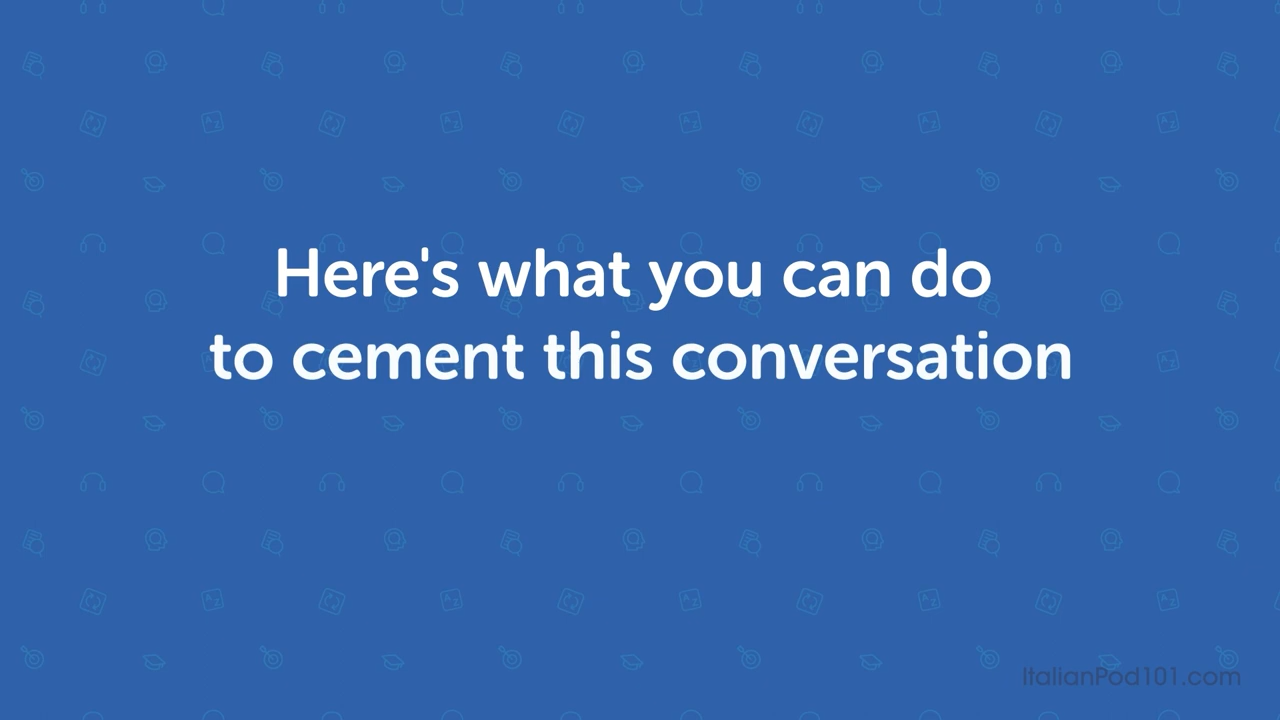 Here's what you can do
to cement this conversation
ItalianPod101.com